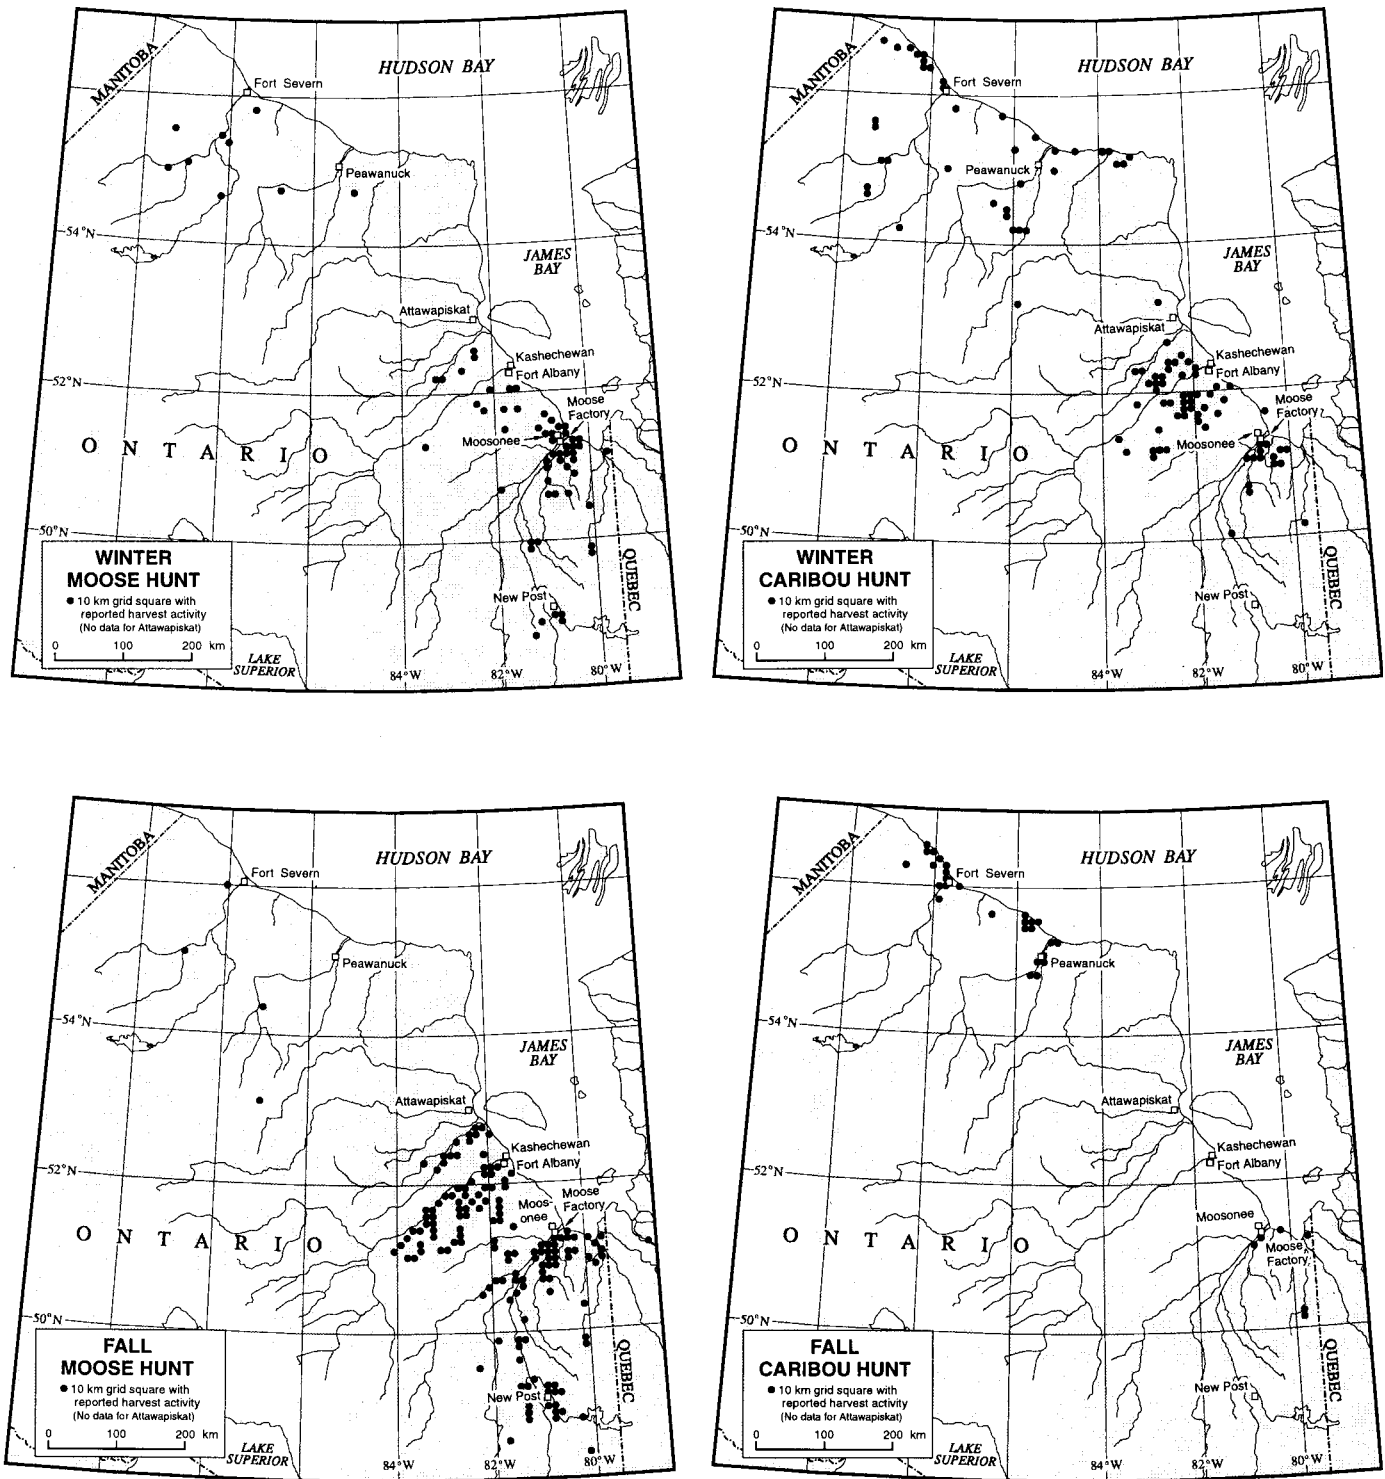 MANITOBA
HUDSON BAY
Fort Severn
Peawanuck
54°N
JAMES
BAY
Attawapiskat
Kashechewan
Fort Albany
52°N
Moose
Factory
Moosonee
ONTARIO
50°N
WINTER
MOOSE HUNT
10 km grid square with
reported harvest activity
(No data for Attawapiskat)
0 100 200 km
New Post
QUEBEC
LAKE
SUPERIOR
84°W 82°W 80°W
MANITOBA
HUDSON BAY
Fort Severn
Peawanuck
54°N
JAMES
BAY
Attawapiskat
Kashechewan
Fort Albany
52°N
Moose
Factory
Moosonee
ONTARIO
50°N
WINTER
CARIBOU HUNT
10 km grid square with
reported harvest activity
(No data for Attawapiskat)
0 100 200 km
New Post
QUEBEC
LAKE
SUPERIOR
84°W 82°W 80°W
MANITOBA
HUDSON BAY
Fort Severn
Peawanuck
54°N
JAMES
BAY
Attawapiskat
Kashechewan
Fort Albany
52°N
Moose
Factory
Moos-
onee
ONTARIO
50°N
FALL
MOOSE HUNT
10 km grid square with
reported harvest activity
(No data for Attawapiskat)
0 100 200 km
New Post
QUEBEC
LAKE
SUPERIOR
84°W 82°W 80°W
MANITOBA
HUDSON BAY
Fort Severn
Peawanuck
54°N
JAMES
BAY
Attawapiskat
Kashechewan
Fort Albany
52°N
Moosonee
Moose
Factory
ONTARIO
50°N
FALL
CARIBOU HUNT
10 km grid square with
reported harvest activity
(No data for Attawapiskat)
0 100 200 km
New Post
QUEBEC
LAKE
SUPERIOR
84°W 82°W 80°W